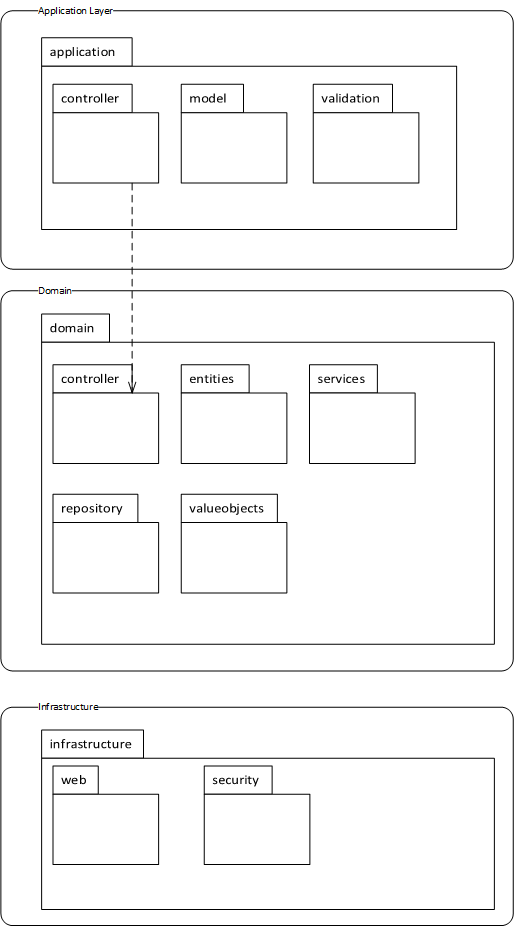 Application Layer
application
controller
model
validation
Domain
domain
controller
entities
services
repository
valueobjects
Infrastructure
infrastructure
web
security